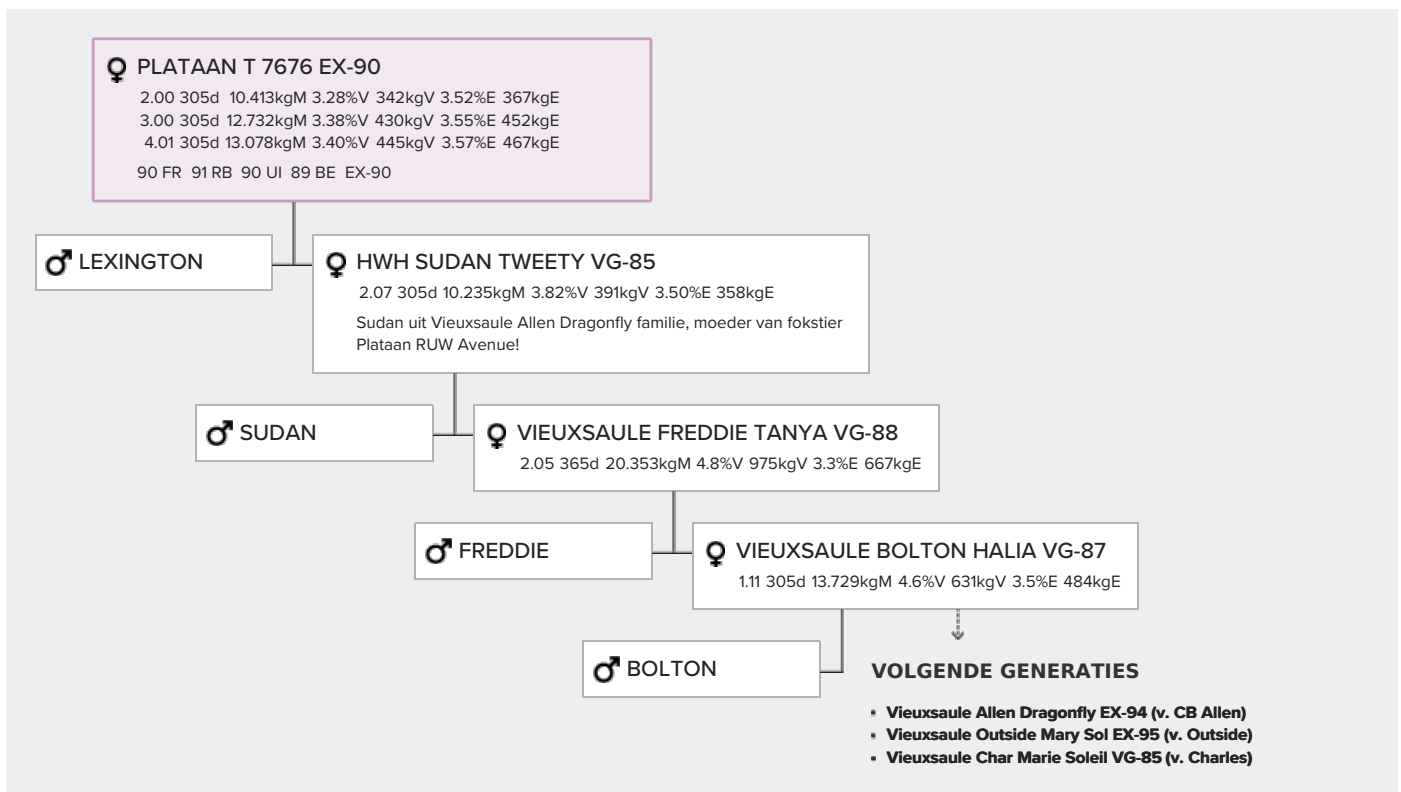 PLATAAN T 7676 EX-90
2.00 305d 10.413kgM 3.28%V 342kgV 3.52%E 367kgE
3.00 305d 12.732kgM 3.38%V 430kgV 3.55%E 452kgE
4.01 305d 13.078kgM 3.40%V 445kgV 3.57%E 467kgE
90 FR 91 RB 90 UI 89 BE EX-90
LEXINGTON
HWH SUDAN TWEETY VG-85
2.07 305d 10.235kgM 3.82%V 391kgV 3.50%E 358kgE
Sudan uit Vieuxsaule Allen Dragonfly familie, moeder van fokstier
Plataan RUW Avenue!
SUDAN
VIEUXSAULE FREDDIE TANYA VG-88
2.05 365d 20.353kgM 4.8%V 975kgV 3.3%E 667kgE
FREDDIE
VIEUXSAULE BOLTON HALIA VG-87
1.11 305d 13.729kgM 4.6%V 631kgV 3.5%E 484kgE
BOLTON
VOLGENDE GENERATIES
▪ Vieuxsaule Allen Dragonfly EX-94 (v. CB Allen)
▪ Vieuxsaule Outside Mary Sol EX-95 (v. Outside)
▪ Vieuxsaule Char Marie Soleil VG-85 (v. Charles)